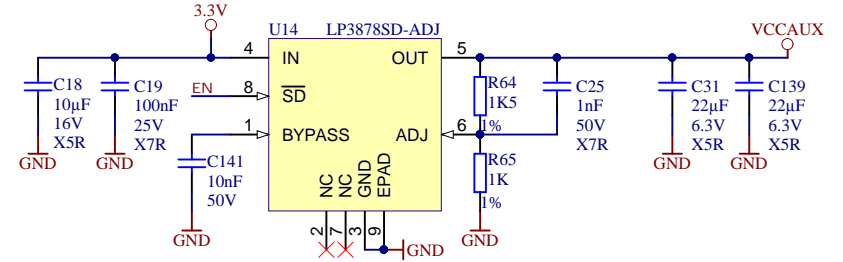 3.3V
U14
LP3878SD-ADJ
VCCAUX
4
IN
OUT
5
C18
10µF
16V
X5R
GND
C19
100nF
25V
X7R
GND
EN
8
SD
1
BYPASS
ADJ
6
R64
1K5
1%
C25
1nF
50V
X7R
C31
22µF
6.3V
X5R
GND
C139
22µF
6.3V
X5R
GND
C141
10nF
50V
GND
R65
1K
1%
GND
NC
NC
GND
EPAD
2
7
3
9
GND